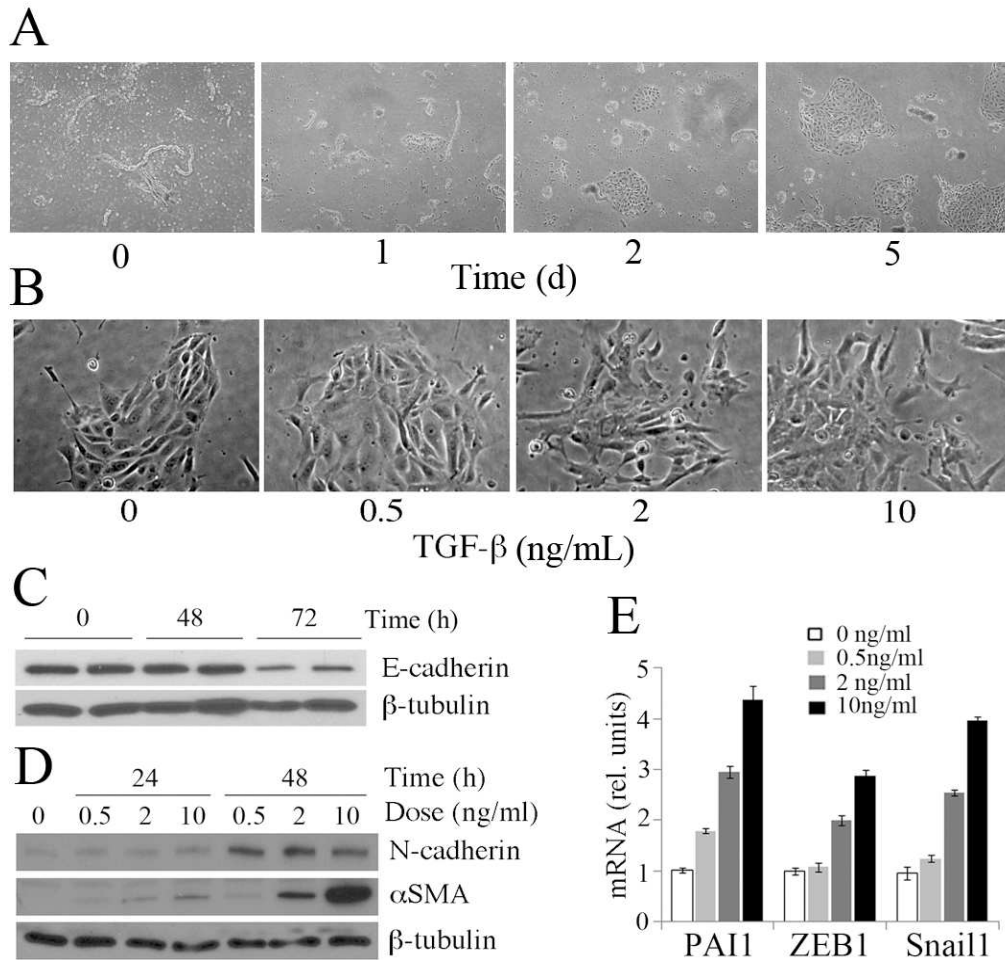 A
0 1 2 5
Time (d)
B
0 0.5 2 10
TGF-β (ng/mL)
C
0 48 72 Time (h)
E-cadherin
β-tubulin
D
24 48 Time (h)
0 0.5 2 10 0.5 2 10 Dose (ng/ml)
N-cadherin
αSMA
β-tubulin
E
0 ng/ml
0.5ng/ml
2 ng/ml
10ng/ml
mRNA (rel. units)
5
4
3
2
1
0
PAI1 ZEB1 Snail1